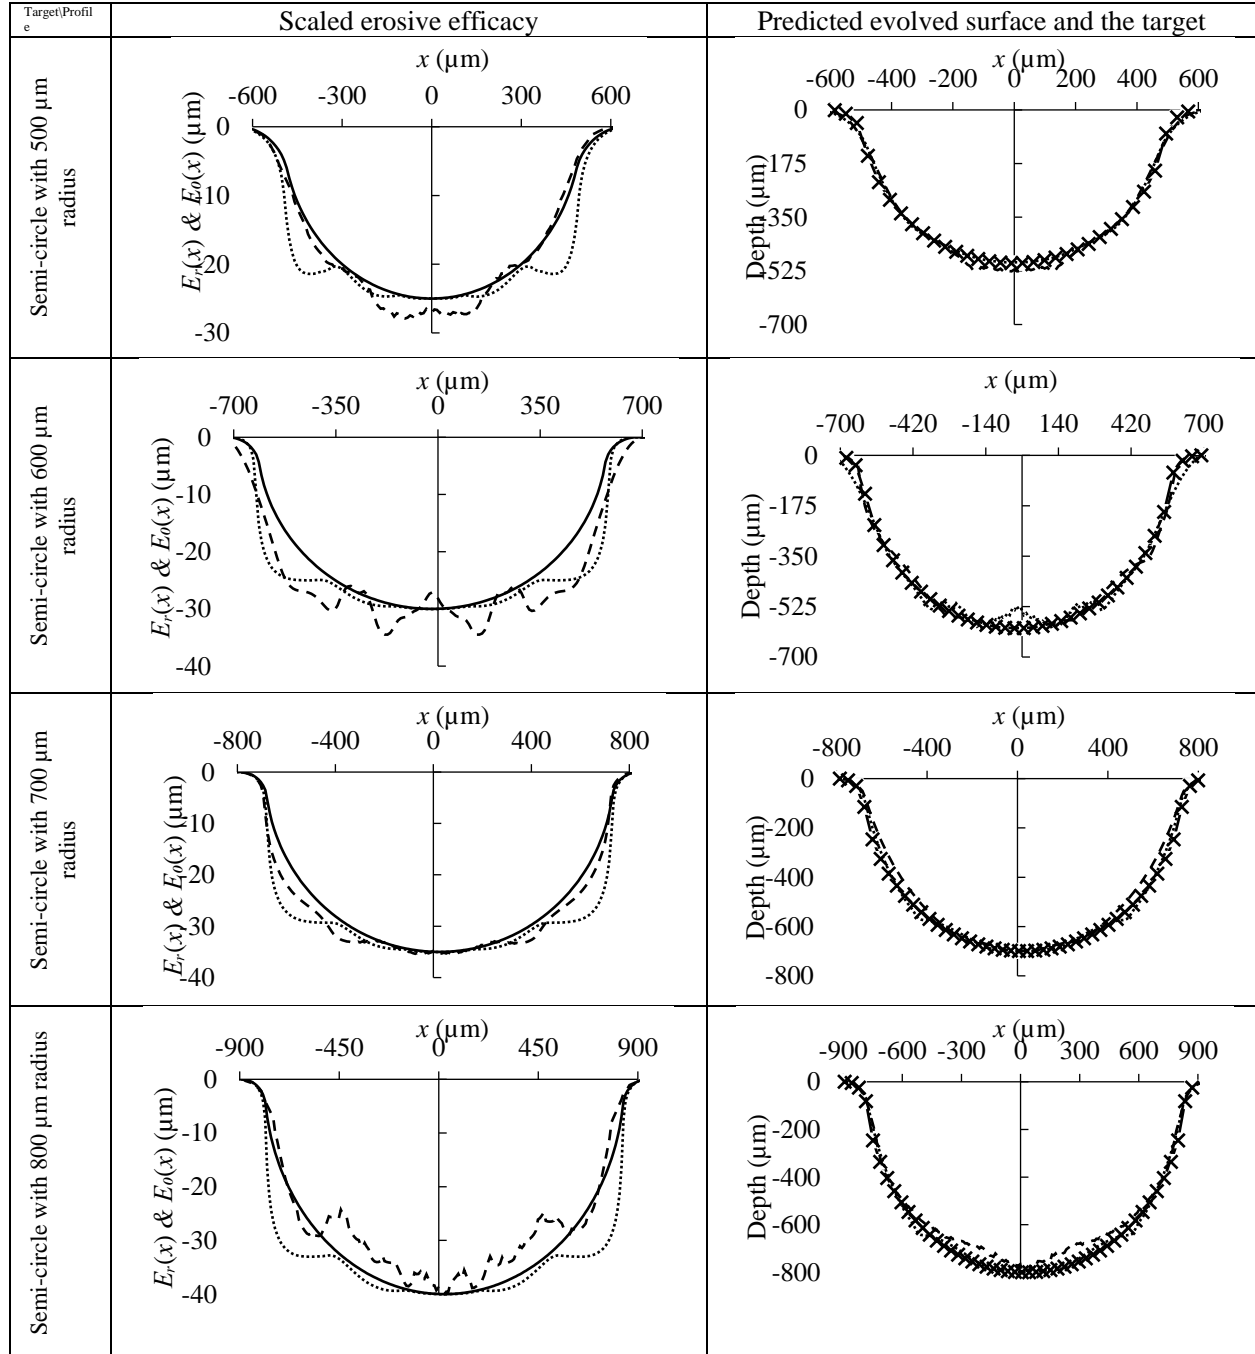 Target\Profil
e
Scaled erosive efficacy
Predicted evolved surface and the target
Semi-circle with 500 µm
radius
x (µm)
-600 -300 0 300 600
0
-10
-20
-30
Er(x) & Eo(x) (µm)
x (µm)
-600 -400 -200 0 200 400 600
0
-175
-350
-525
-700
Depth (µm)
Semi-circle with 600 µm
radius
x (µm)
-700 -350 0 350 700
0
-10
-20
-30
-40
Er(x) & Eo(x) (µm)
x (µm)
-700 -420 -140 140 420 700
0
-175
-350
-525
-700
Depth (µm)
Semi-circle with 700 µm
radius
x (µm)
-800 -400 0 400 800
0
-10
-20
-30
-40
Er(x) & Eo(x) (µm)
x (µm)
-800 -400 0 400 800
0
-200
-400
-600
-800
Depth (µm)
Semi-circle with 800 µm radius
x (µm)
-900 -450 0 450 900
0
-10
-20
-30
-40
Er(x) & Eo(x) (µm)
x (µm)
-900 -600 -300 0 300 600 900
0
-200
-400
-600
-800
Depth (µm)